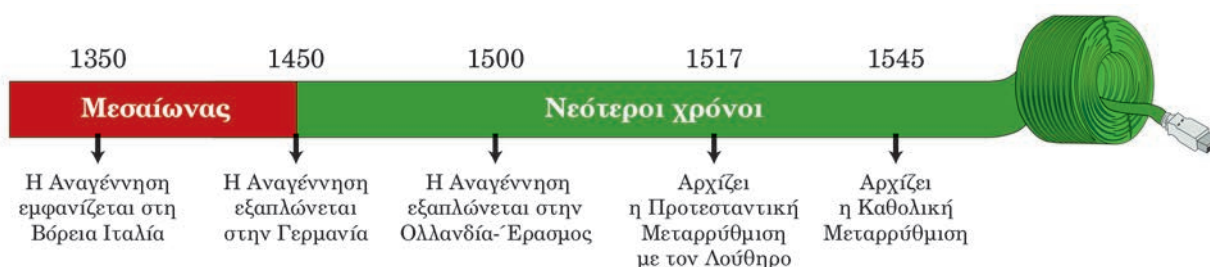 1350 1450 1500 1517 1545
Μεσαίωνας Νεότεροι χρόνοι
Η Αναγέννηση
εμφανίζεται στη
Βόρεια Ιταλία
Η Αναγέννηση
εξαπλώνεται
στην Γερμανία
Η Αναγέννηση
εξαπλώνεται στην
Ολλανδία-Έρασμος
Αρχίζει
η Προτεσταντική
Μεταρρύθμιση
με τον Λούθηρο
Αρχίζει
η Καθολική
Μεταρρύθμιση